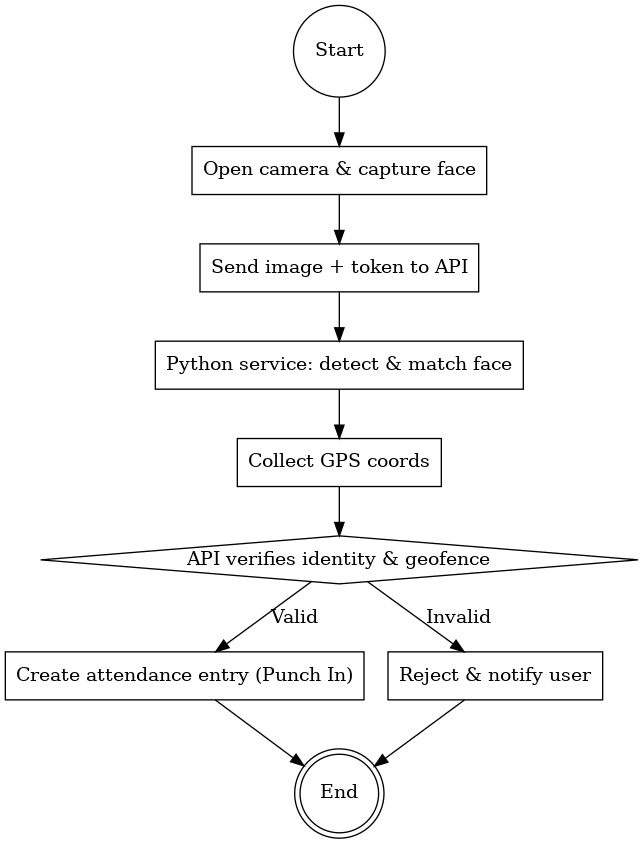 Start
Open camera & capture face
Send image + token to API
Python service: detect & match face
Collect GPS coords
API verifies identity & geofence
Valid
Invalid
Create attendance entry (Punch In)
Reject & notify user
End